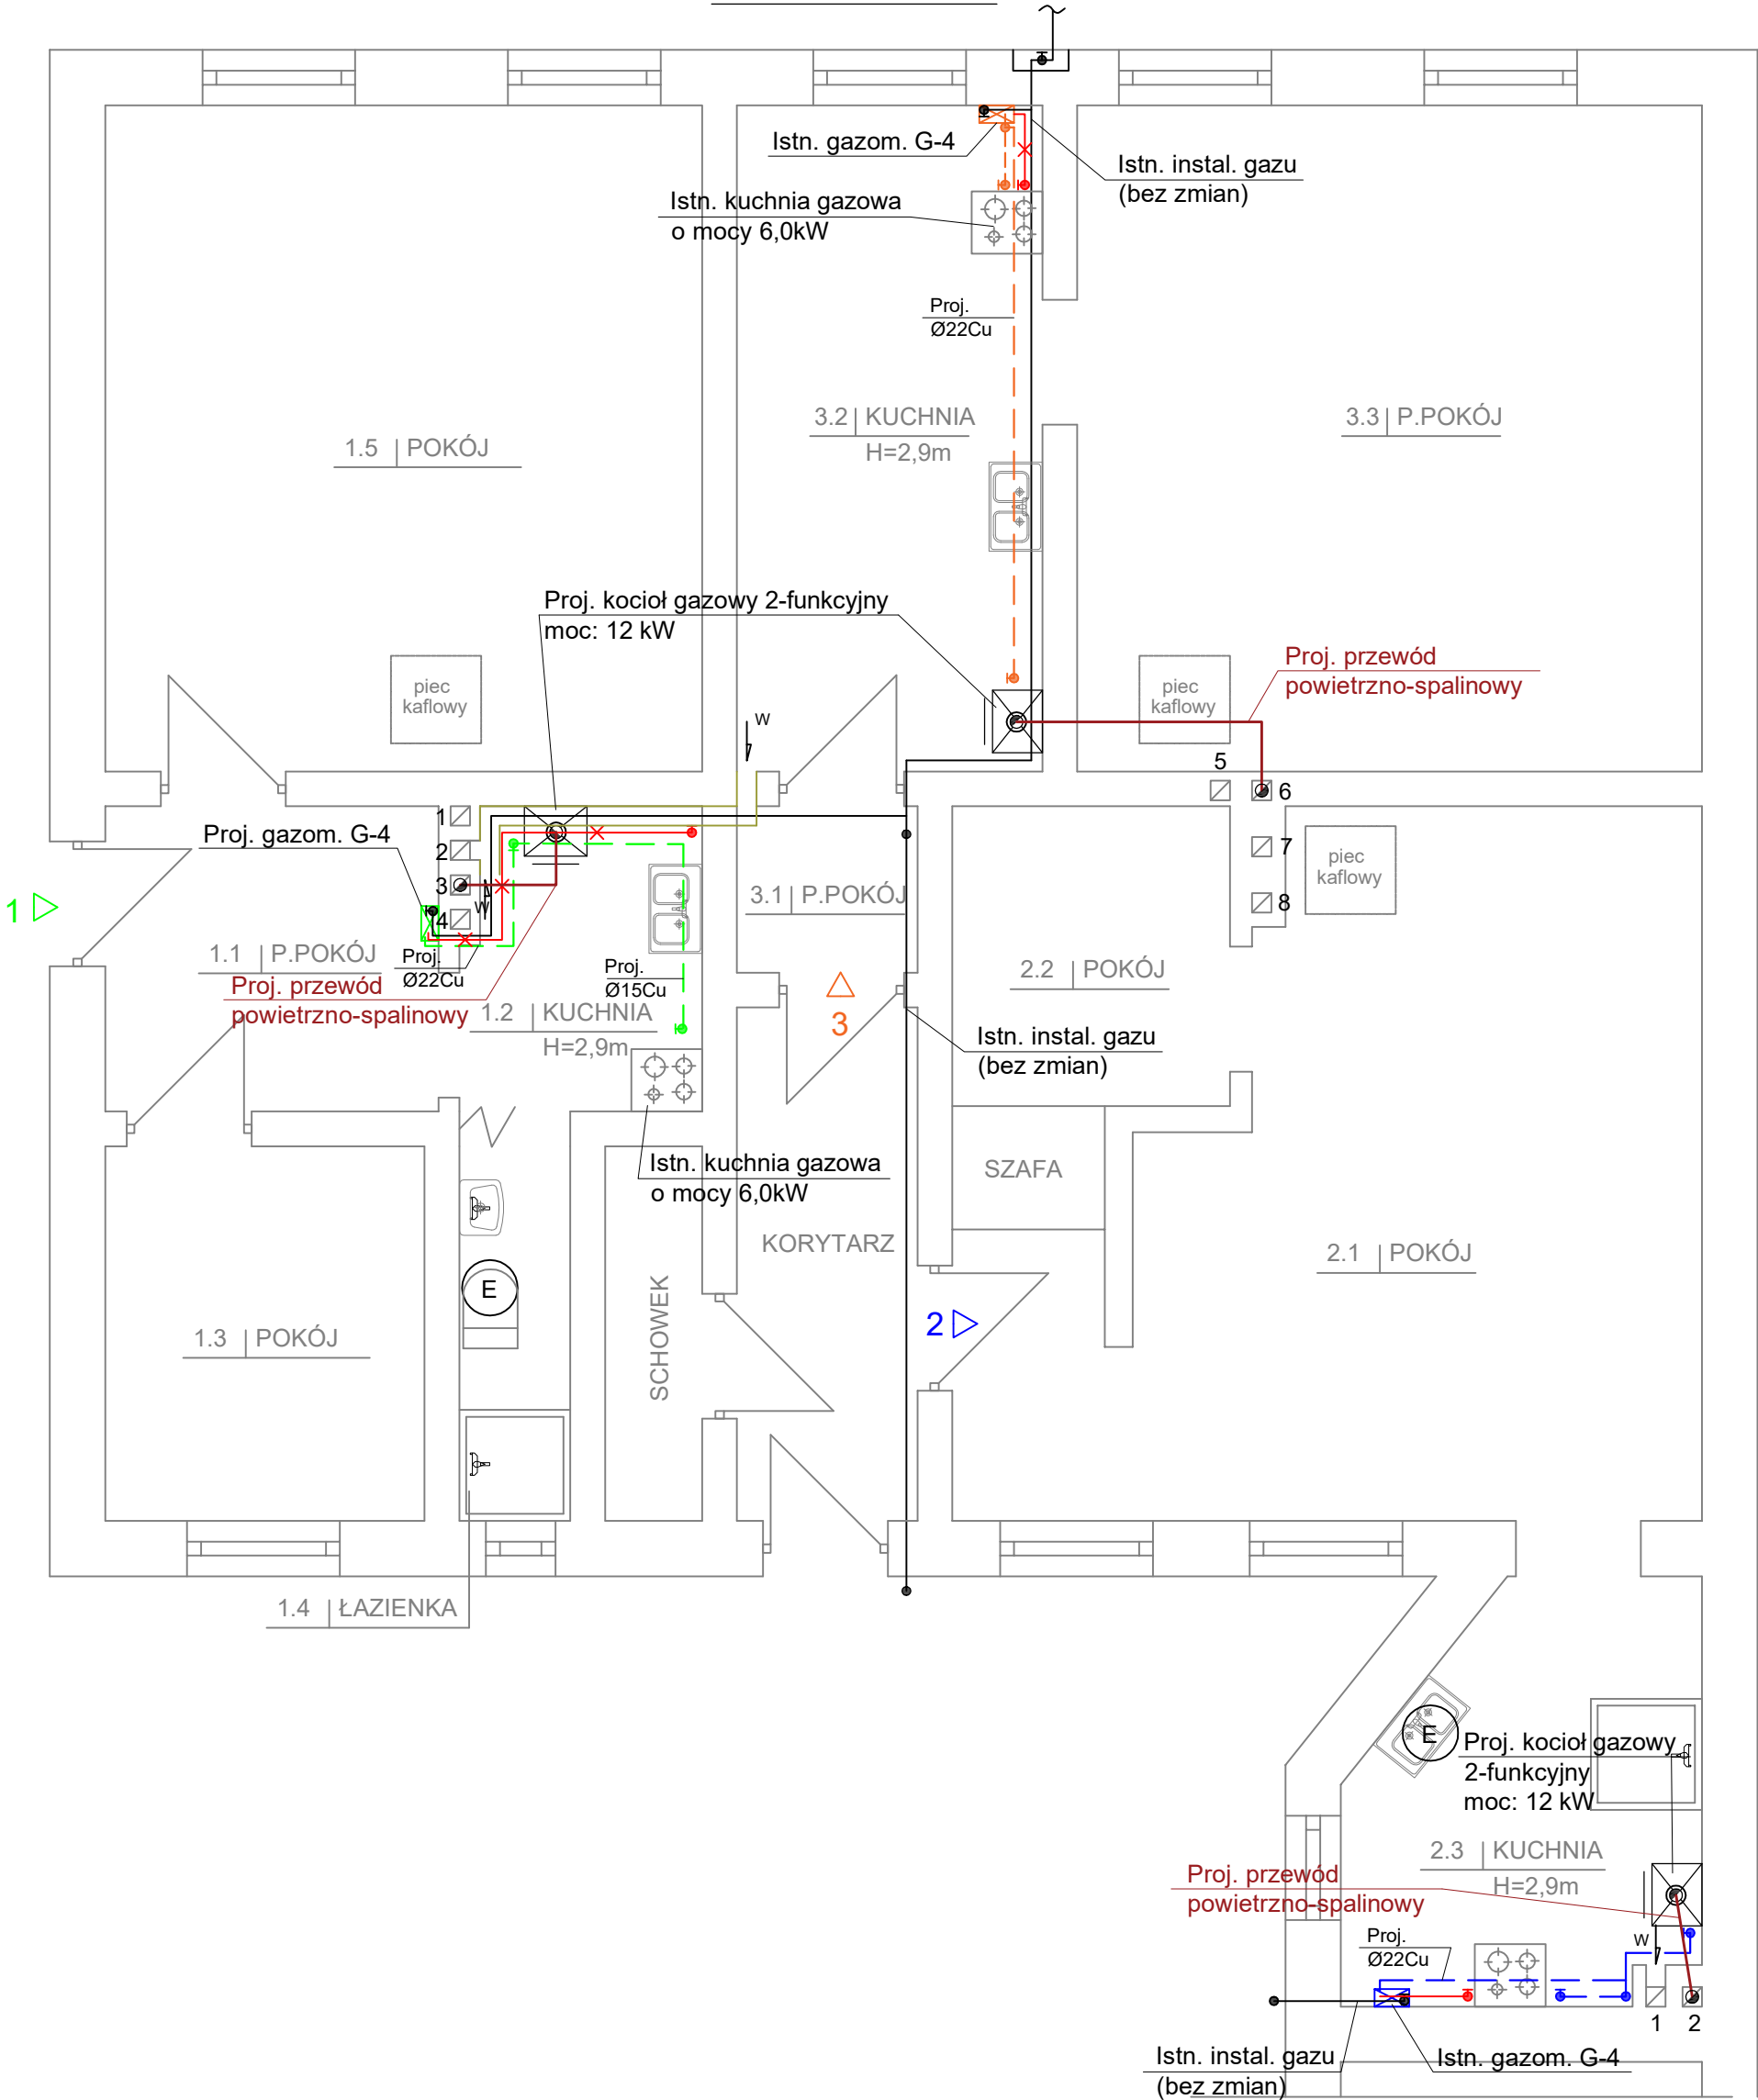 Istn. gazom. G-4
Istn. instal. gazu
(bez zmian)
Istn. kuchnia gazowa
o mocy 6,0kW
Proj.
Ø22Cu
3.2 KUCHNIA
H=2,9m
3.3 P.POKÓJ
1.5 POKÓJ
Proj. kocioł gazowy 2-funkcyjny
moc: 12 kW
Proj. przewód
powietrzno-spalinowy
piec
kaflowy
piec
kaflowy
W
5
6
1
2
3
4
W
Proj. gazom. G-4
7
8
piec
kaflowy
1
3.1 P.POKÓJ
1.1 P.POKÓJ
Proj.
Ø22Cu
Proj.
Ø15Cu
2.2 POKÓJ
Proj. przewód
powietrzno-spalinowy
1.2 KUCHNIA
H=2,9m
3
Istn. instal. gazu
(bez zmian)
Istn. kuchnia gazowa
o mocy 6,0kW
SZAFA
KORYTARZ
2.1 POKÓJ
E
SCHOWEK
2
1.3 POKÓJ
1.4 ŁAZIENKA
E
Proj. kocioł gazowy
2-funkcyjny
moc: 12 kW
2.3 KUCHNIA
H=2,9m
Proj. przewód
powietrzno-spalinowy
Proj.
Ø22Cu
W
1
2
Istn. instal. gazu
(bez zmian)
Istn. gazom. G-4